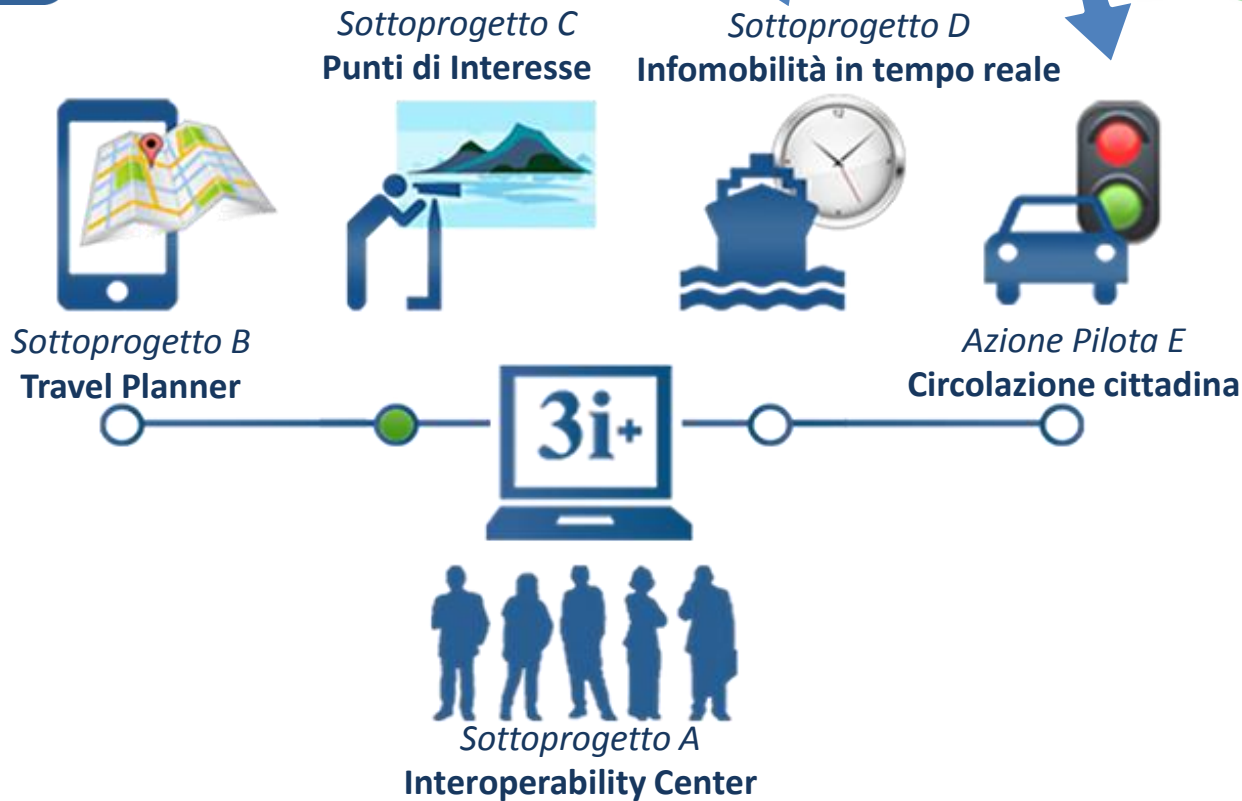 Sottoprogetto C
Punti di Interesse
Sottoprogetto D
Infomobilità in tempo reale
Sottoprogetto B
Travel Planner
Azione Pilota E
Circolazione cittadina
3i+
Sottoprogetto A
Interoperability Center